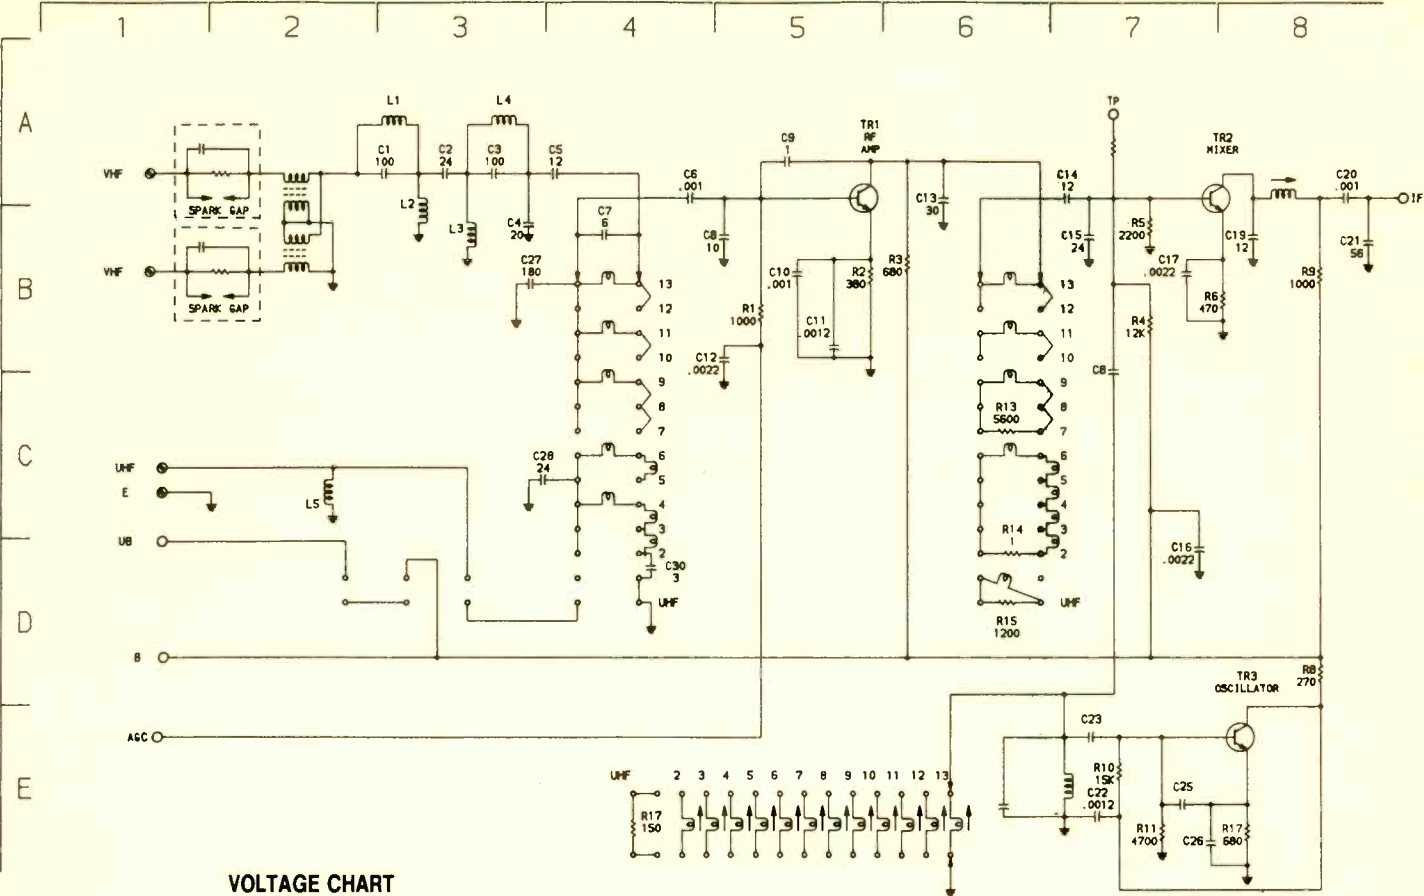 1 2 3 4 5 6 7 8
A
B
C
D
E
L1
L4
TP
TR1
RF
AMP
TR2
MIXER
C1
100
C2
24
C3
100
C5
12
C9
1
VHF
SPARK GAP
C6
.001
C14
12
C20
.001
IF
L2
L3
C4
20
C7
6
C8
10
C13
30
C15
24
R5
2200
C19
12
C21
56
VHF
SPARK GAP
C27
180
C10
.001
R2
380
R3
680
C17
.0022
R6
470
R9
1000
13
12
11
10
9
8
7
6
5
4
3
2
UHF
R1
1000
C11
.0012
C12
.0022
13
12
11
10
9
8
7
6
5
4
3
2
UHF
R4
12K
C8
R13
5600
UHF
E
L5
C28
24
R14
1
C16
.0022
UB
C30
3
R15
1200
B
TR3
OSCILLATOR
R8
270
AGC
C23
R10
15K
C22
.0012
C25
UHF 2 3 4 5 6 7 8 9 10 11 12 13
R17
150
R11
4700
C26
R17
680
VOLTAGE CHART